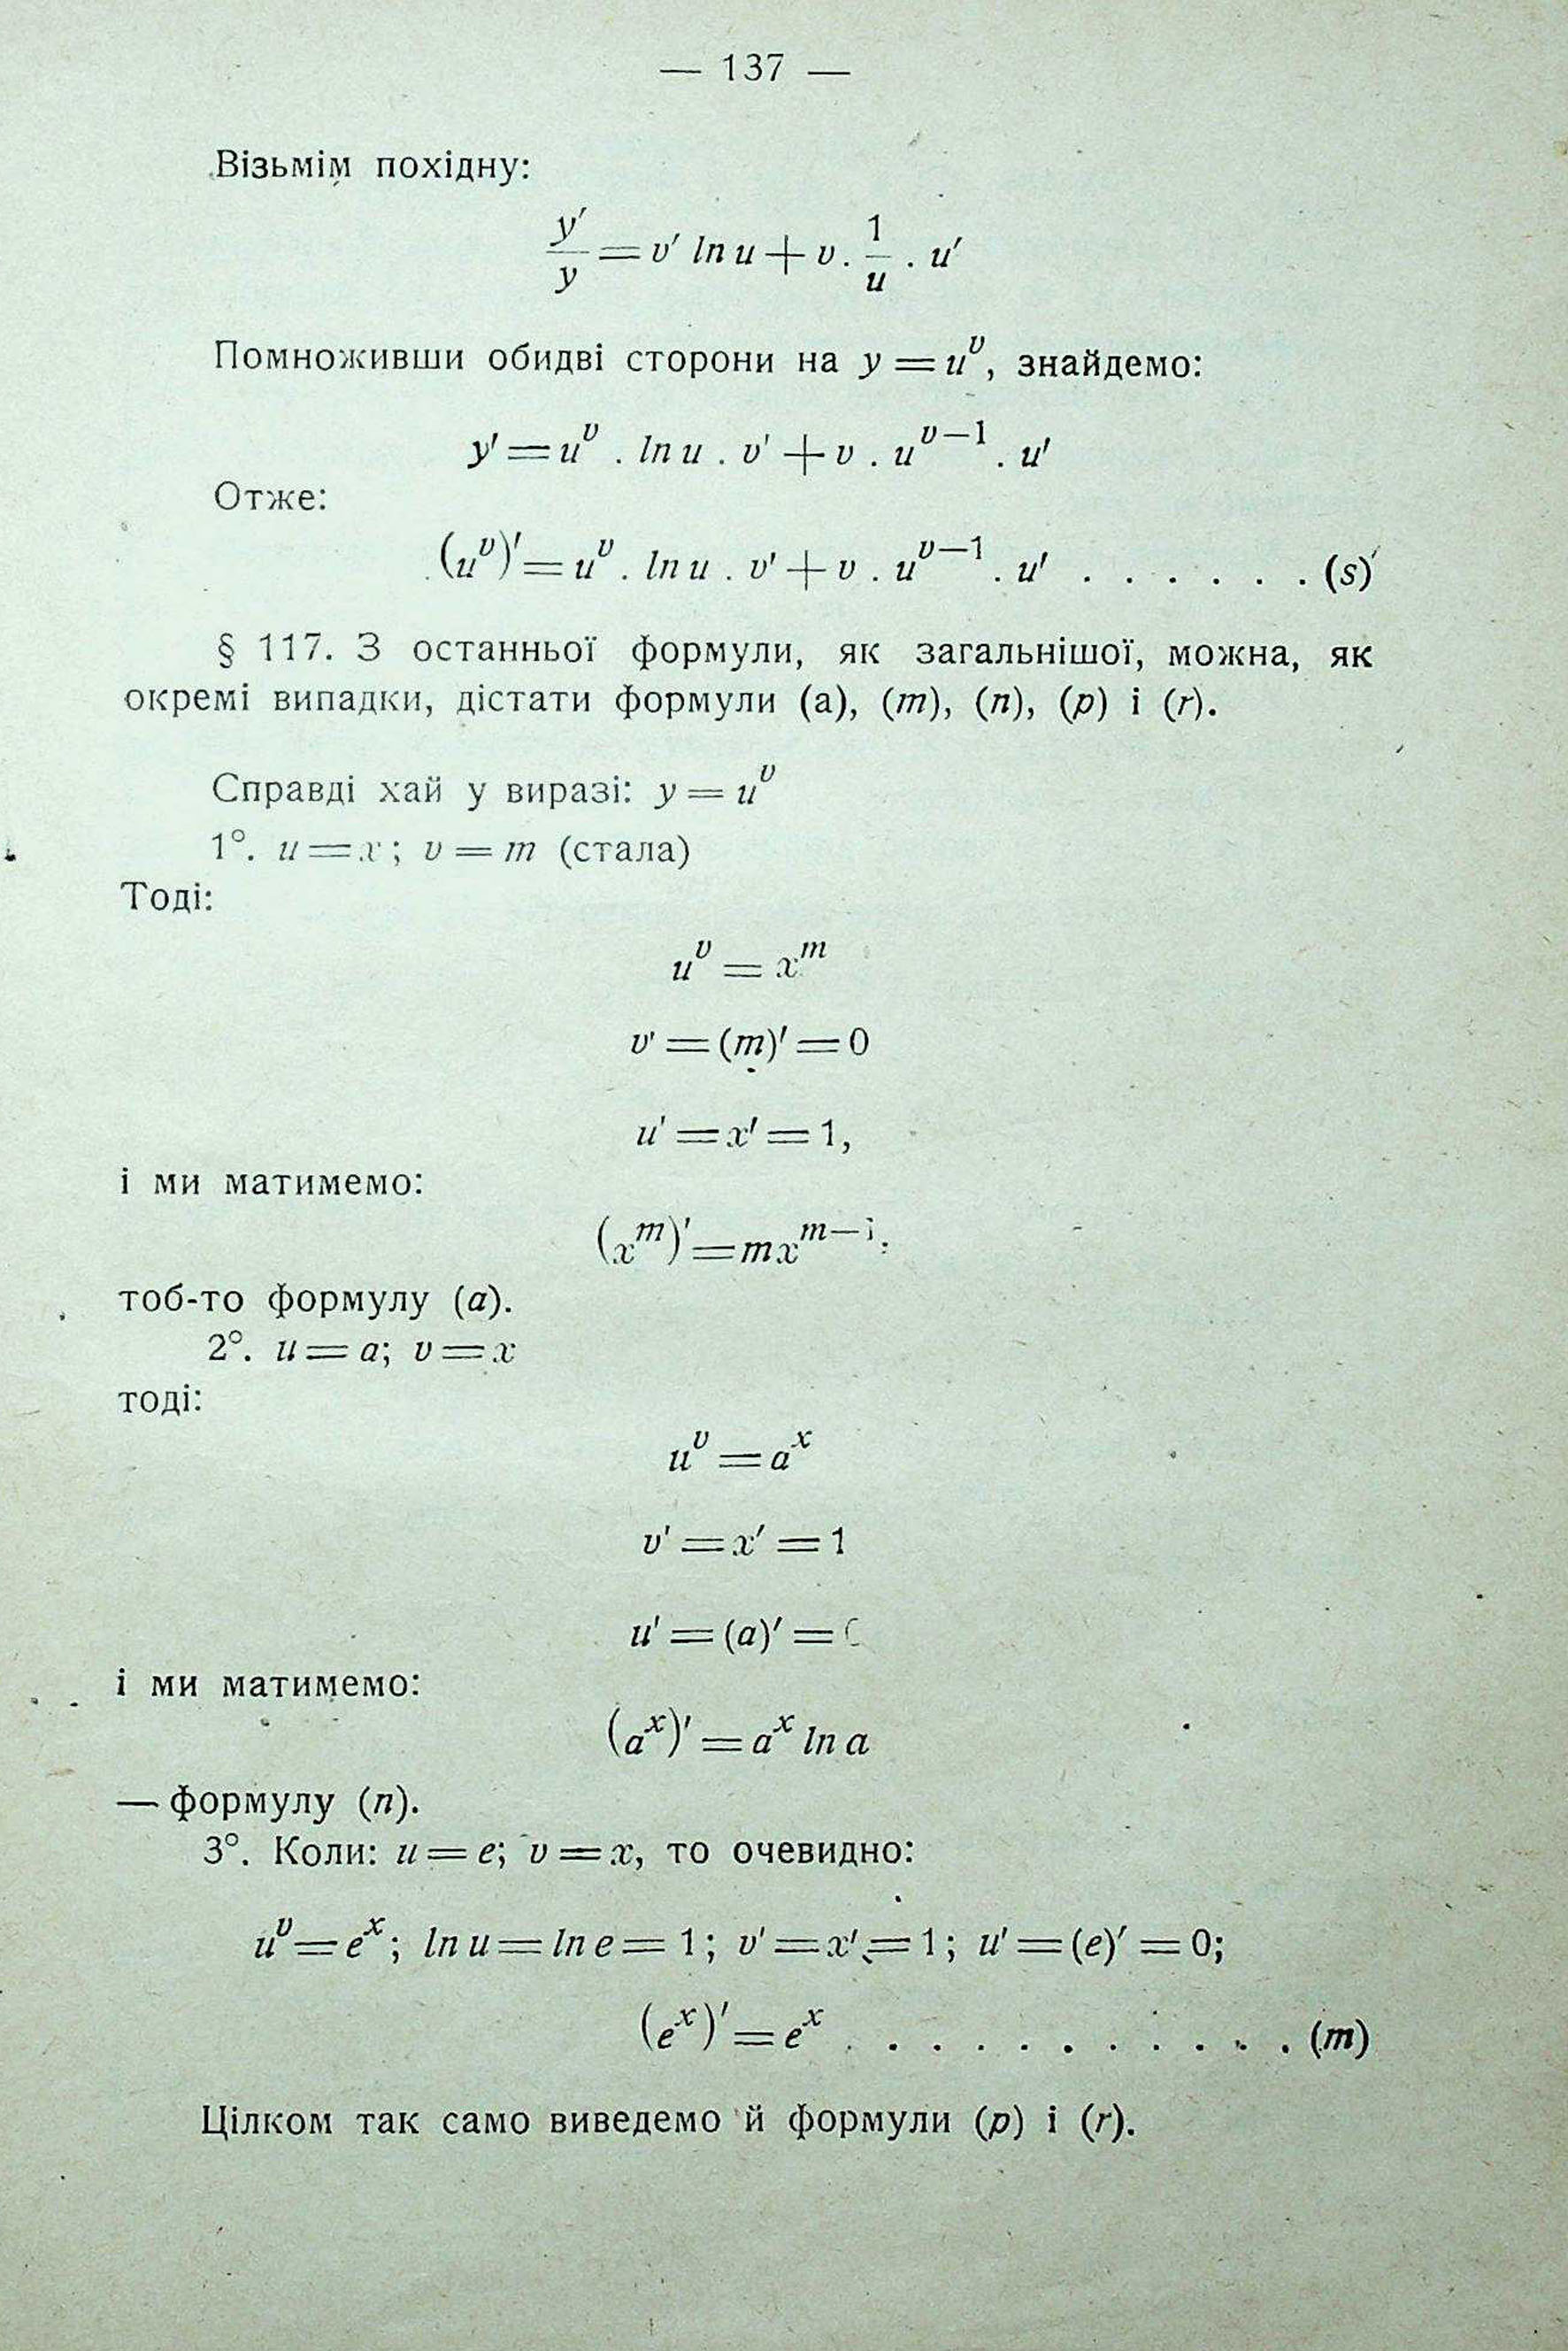 — 137 —
Візьмім похідну:
y'/y = v' ln u + v . 1/u . u'
Помноживши обидві сторони на y = u^v, знайдемо:
y' = u^v . ln u . v' + v . u^{v—1} . u'
Отже:
(u^v)' = u^v . ln u . v' + v . u^{v—1} . u' . . . . . . . (s)
§ 117. З останньої формули, як загальнішої, можна, як
окремі випадки, дістати формули (а), (m), (n), (p) і (r).
Справді хай у виразі: y = u^v
1°. u = x; v = m (стала)
Тоді:
u^v = x^m
v' = (m)' = 0
u' = x' = 1,
і ми матимемо:
(x^m)' = mx^{m—1}.
тоб-то формулу (a).
2°. u = a; v = x
тоді:
u^v = a^x
v' = x' = 1
u' = (a)' = 0
і ми матимемо:
(a^x)' = a^x ln a
— формулу (n).
3°. Коли: u = e; v = x, то очевидно:
u^v = e^x; ln u = ln e = 1; v' = x' = 1; u' = (e)' = 0;
(e^x)' = e^x . . . . . . . . . . . (m)
Цілком так само виведемо й формули (p) і (r).